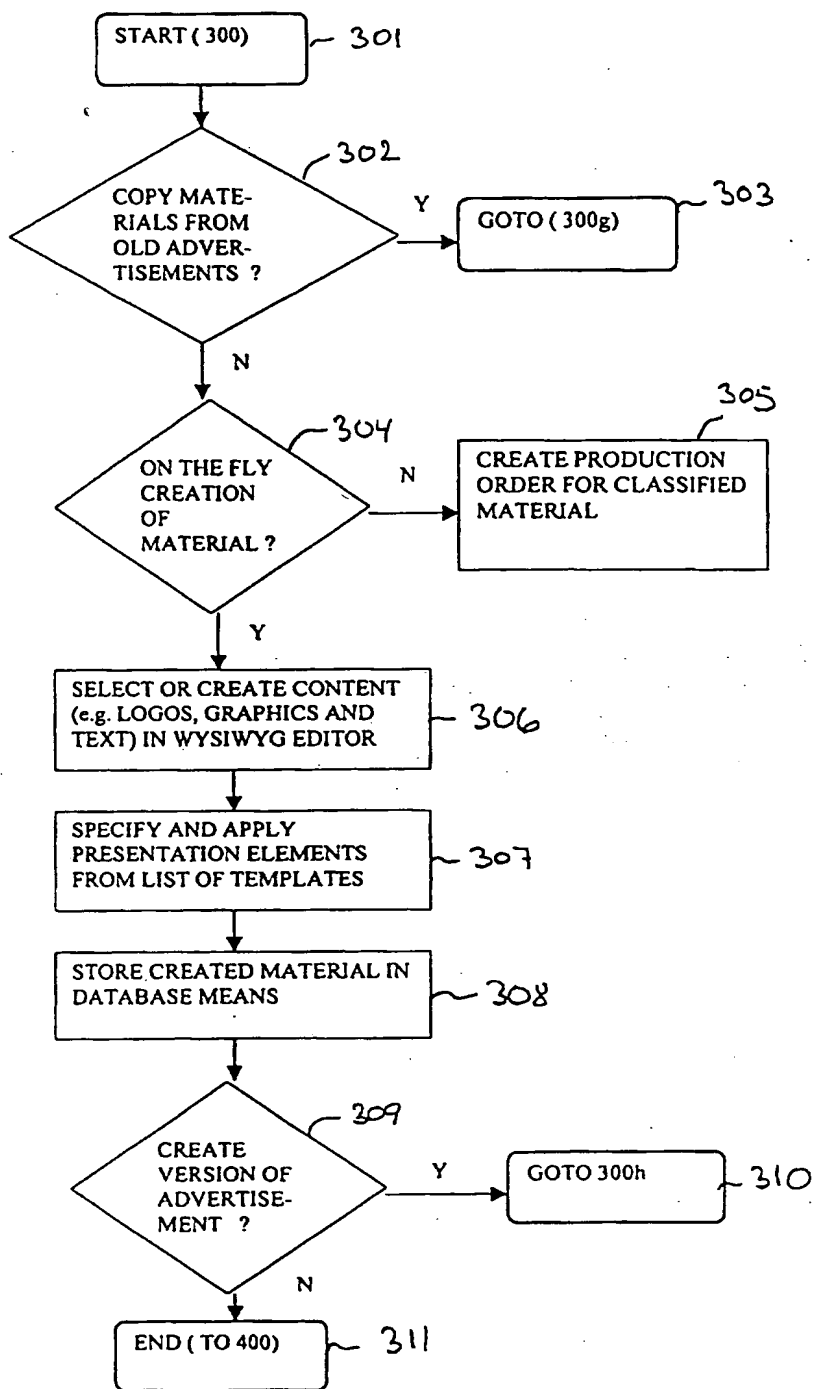 START ( 300)
301
302
COPY MATE-
RIALS FROM
OLD ADVER-
TISEMENTS ?
Y
GOTO ( 300g)
303
N
304
ON THE FLY
CREATION
OF
MATERIAL ?
N
305
CREATE PRODUCTION
ORDER FOR CLASSIFIED
MATERIAL
Y
SELECT OR CREATE CONTENT
(e.g. LOGOS, GRAPHICS AND
TEXT) IN WYSIWYG EDITOR
306
SPECIFY AND APPLY
PRESENTATION ELEMENTS
FROM LIST OF TEMPLATES
307
STORE CREATED MATERIAL IN
DATABASE MEANS
308
309
CREATE
VERSION OF
ADVERTISE-
MENT ?
Y
GOTO 300h
310
N
END ( TO 400)
311